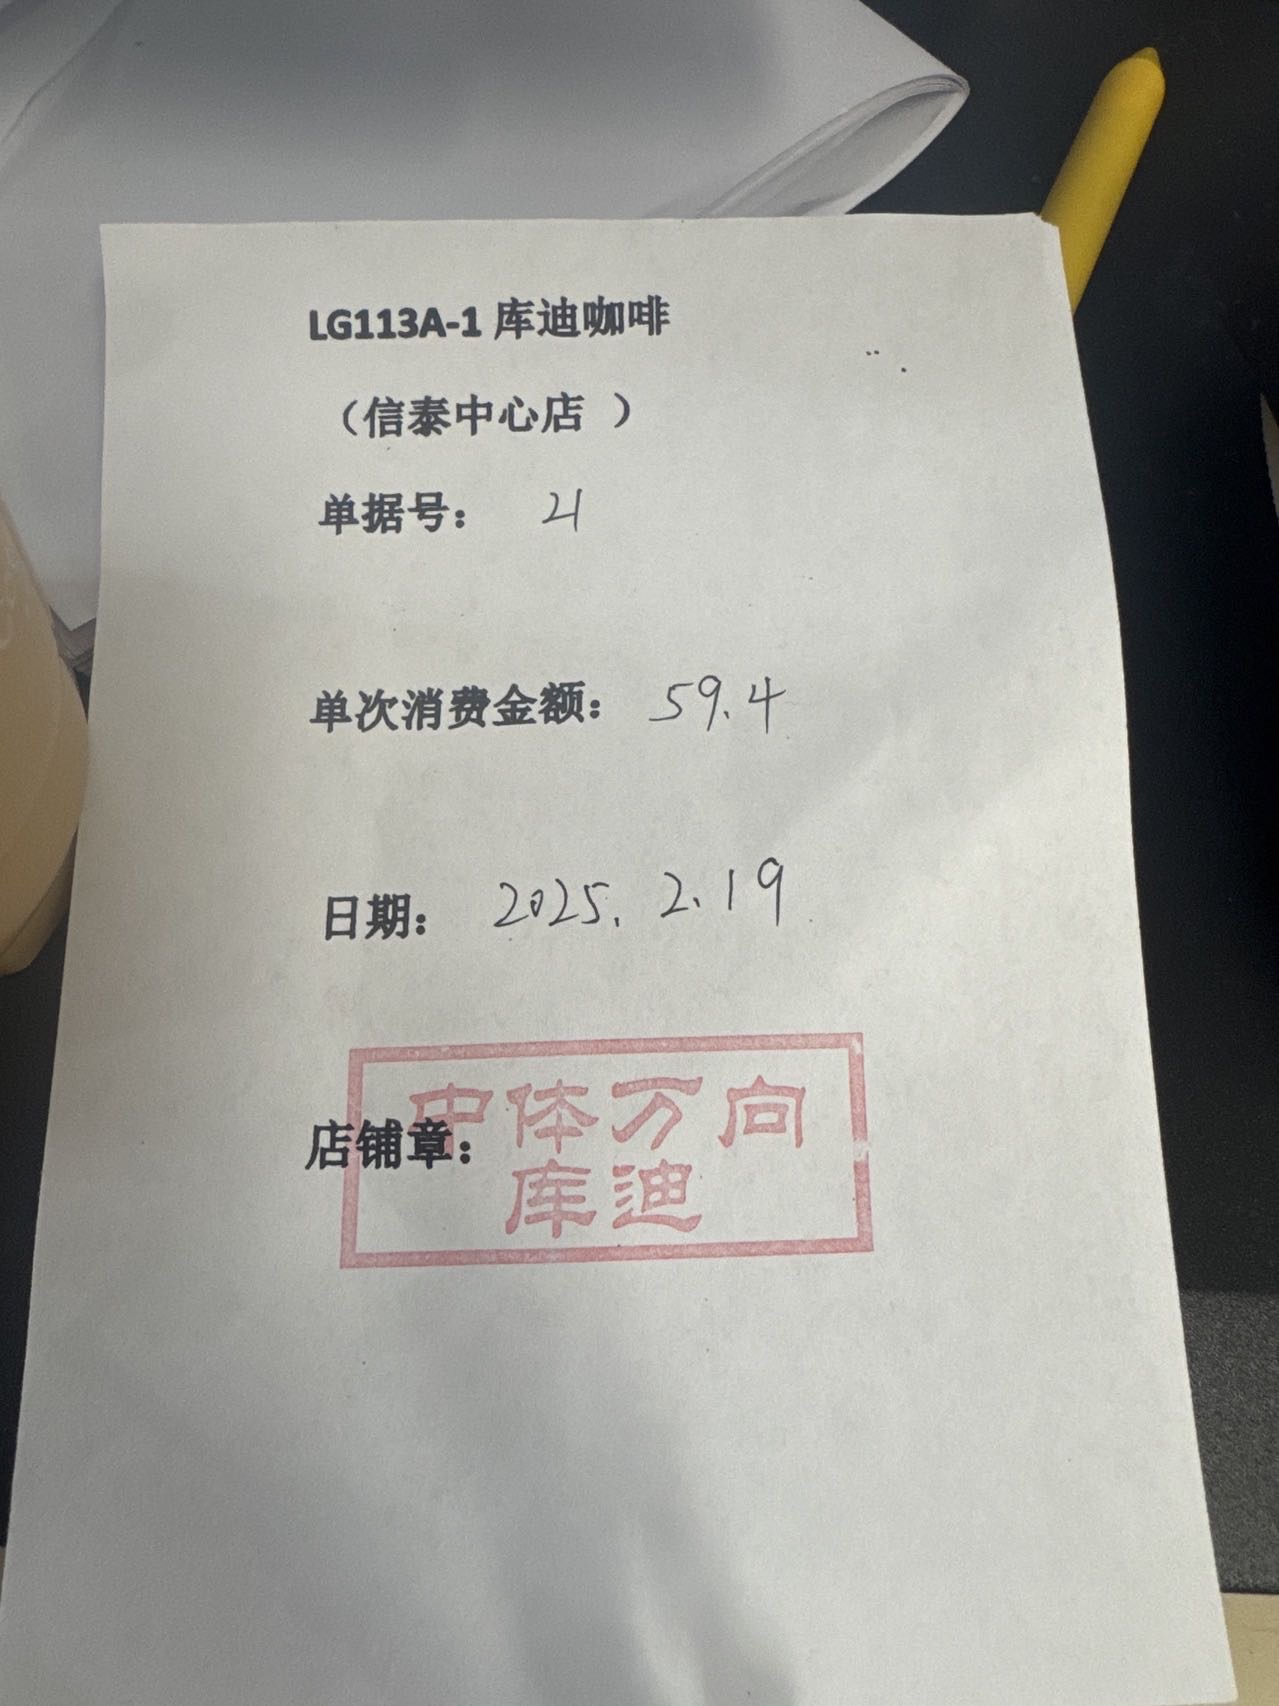 LG113A-1 库迪咖啡
（信泰中心店 ）
单据号： 21
单次消费金额： 59.4
日期： 2025. 2.19
店铺章：
中体万向
库迪